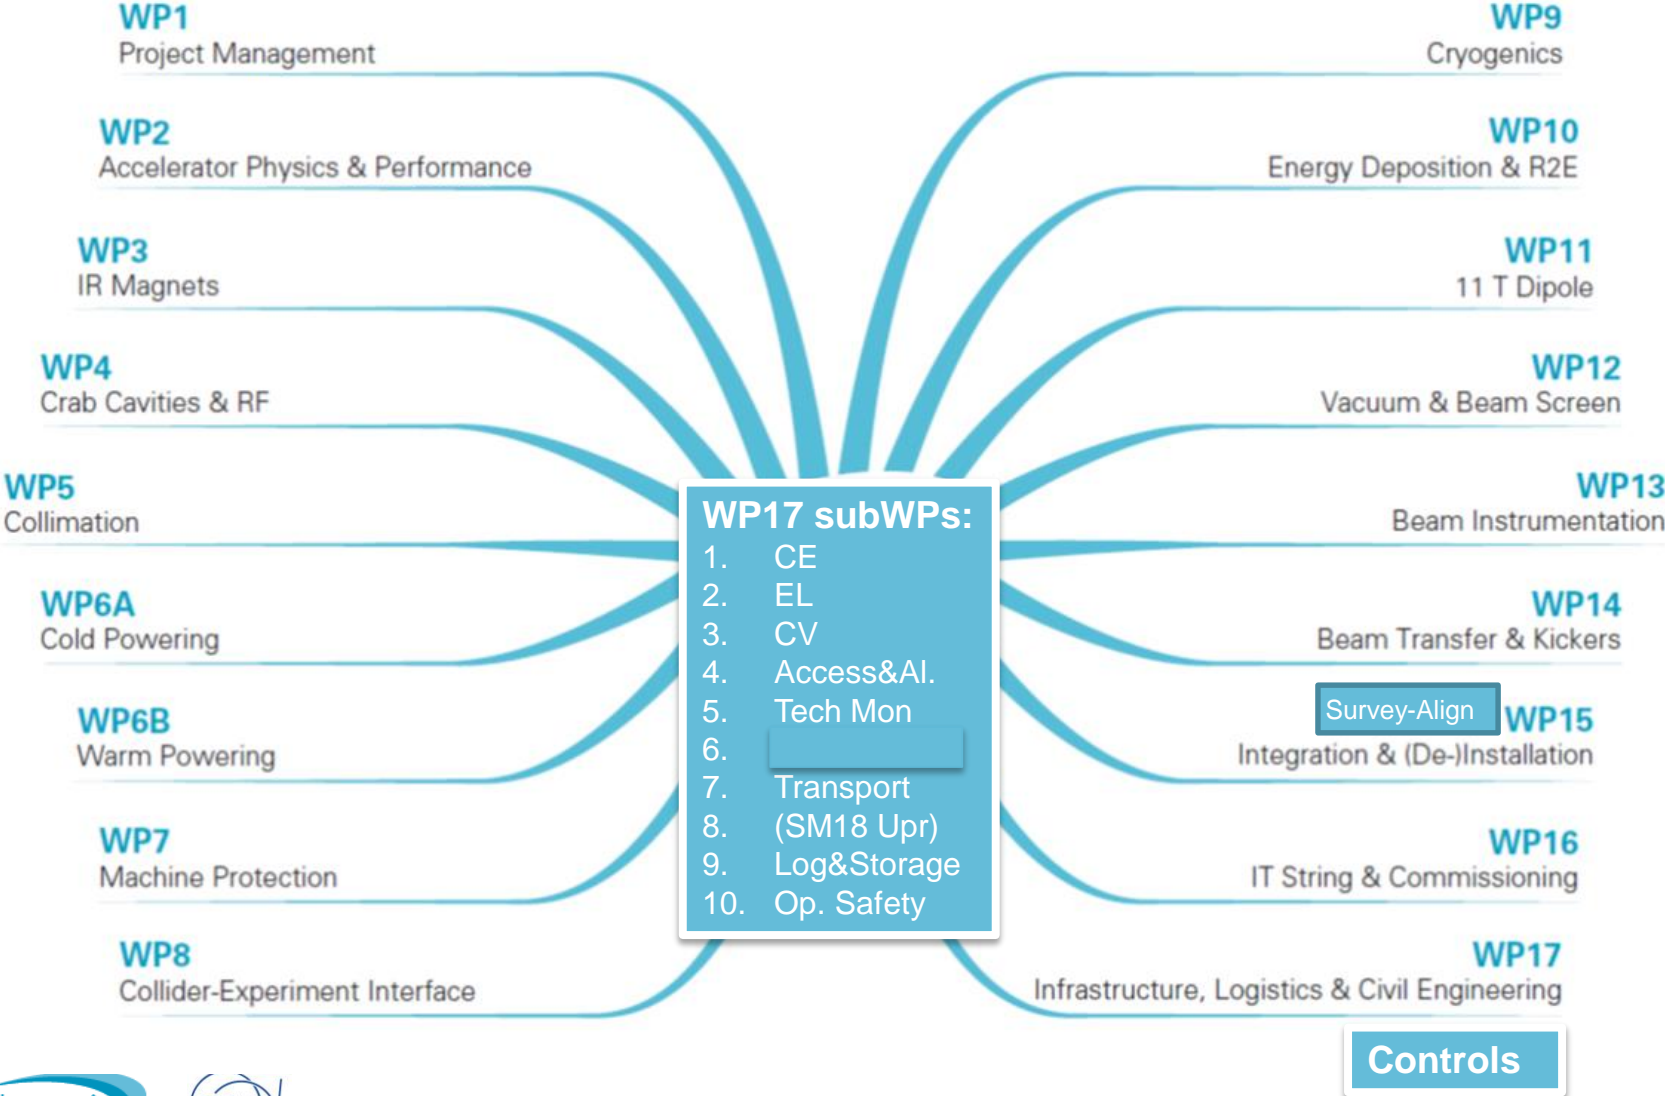 WP1
Project Management
WP2
Accelerator Physics & Performance
WP3
IR Magnets
WP4
Crab Cavities & RF
WP5
Collimation
WP6A
Cold Powering
WP6B
Warm Powering
WP7
Machine Protection
WP8
Collider-Experiment Interface
WP17 subWPs:
1. CE
2. EL
3. CV
4. Access&Al.
5. Tech Mon
6.
7. Transport
8. (SM18 Upr)
9. Log&Storage
10. Op. Safety
WP9
Cryogenics
WP10
Energy Deposition & R2E
WP11
11 T Dipole
WP12
Vacuum & Beam Screen
WP13
Beam Instrumentation
WP14
Beam Transfer & Kickers
Survey-Align
WP15
Integration & (De-)Installation
WP16
IT String & Commissioning
WP17
Infrastructure, Logistics & Civil Engineering
Controls